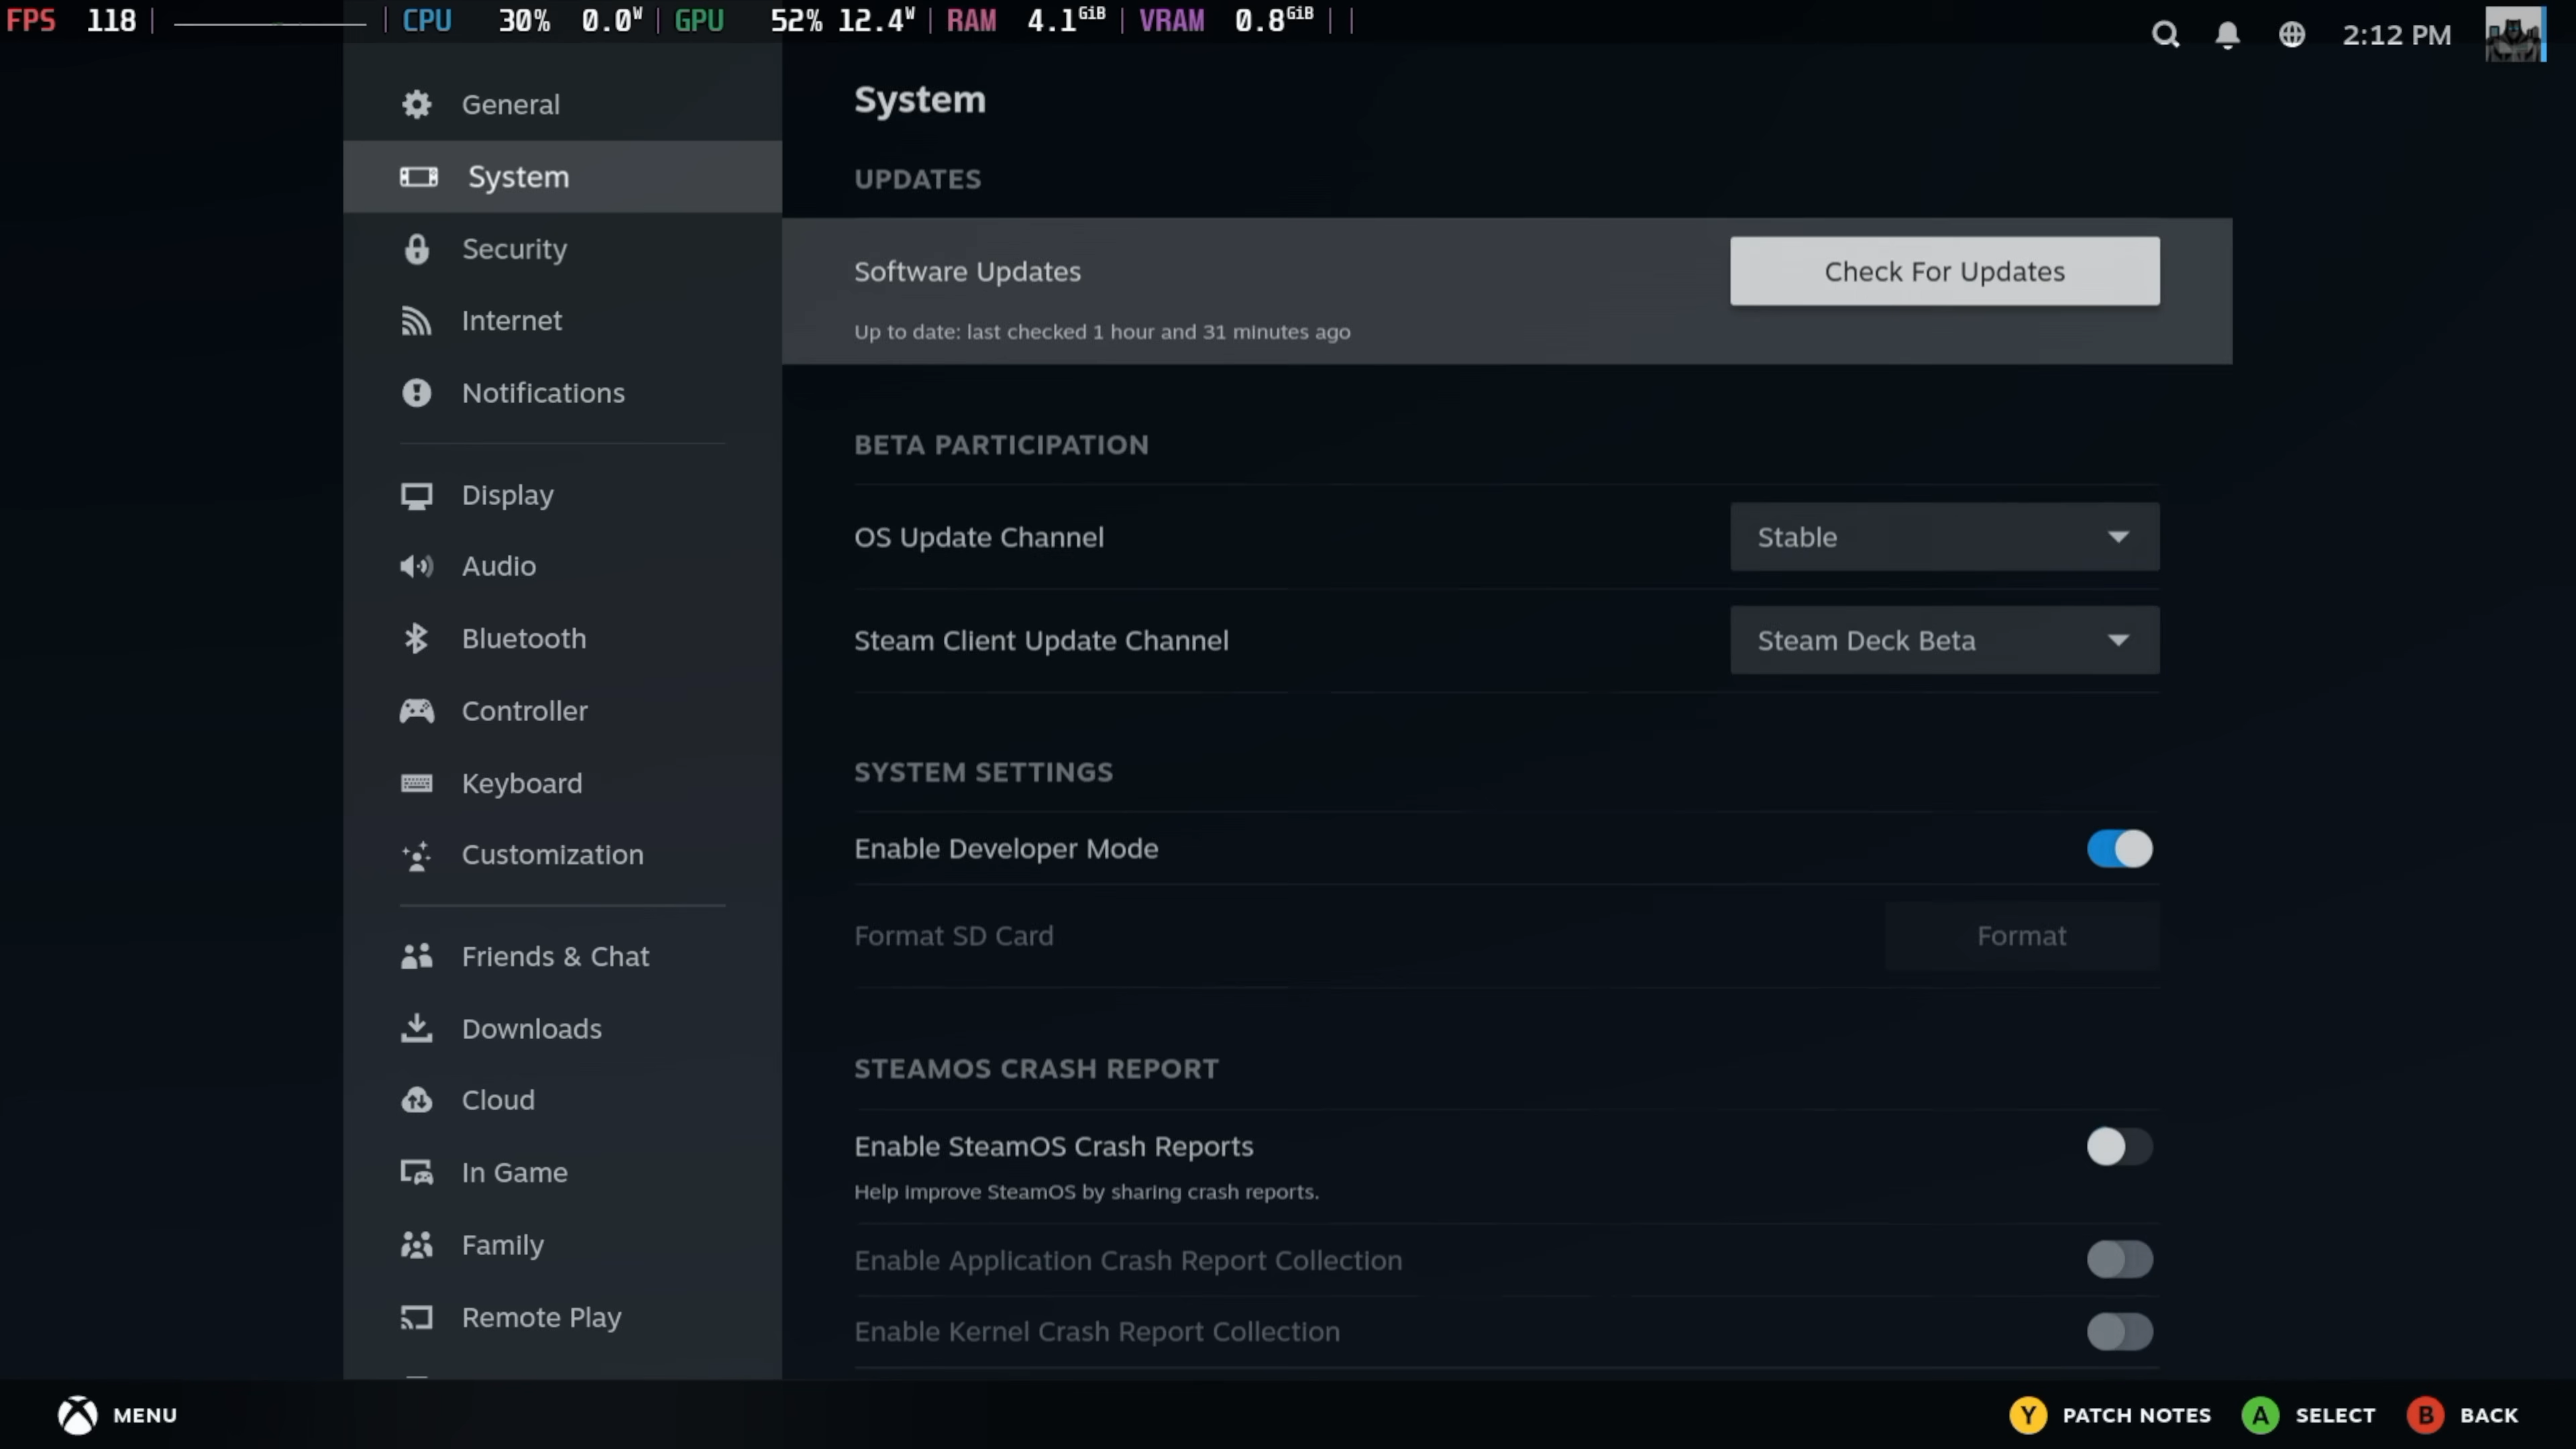 FPS 118 CPU 30% 0.0W GPU 52% 12.4W RAM 4.1GiB VRAM 0.8GiB
2:12 PM
General
System
Security
Internet
Notifications
Display
Audio
Bluetooth
Controller
Keyboard
Customization
Friends & Chat
Downloads
Cloud
In Game
Family
Remote Play
System
UPDATES
Software Updates
Check For Updates
Up to date: last checked 1 hour and 31 minutes ago
BETA PARTICIPATION
OS Update Channel
Stable
Steam Client Update Channel
Steam Deck Beta
SYSTEM SETTINGS
Enable Developer Mode
Format SD Card
Format
STEAMOS CRASH REPORT
Enable SteamOS Crash Reports
Help improve SteamOS by sharing crash reports.
Enable Application Crash Report Collection
Enable Kernel Crash Report Collection
MENU
Y PATCH NOTES A SELECT B BACK